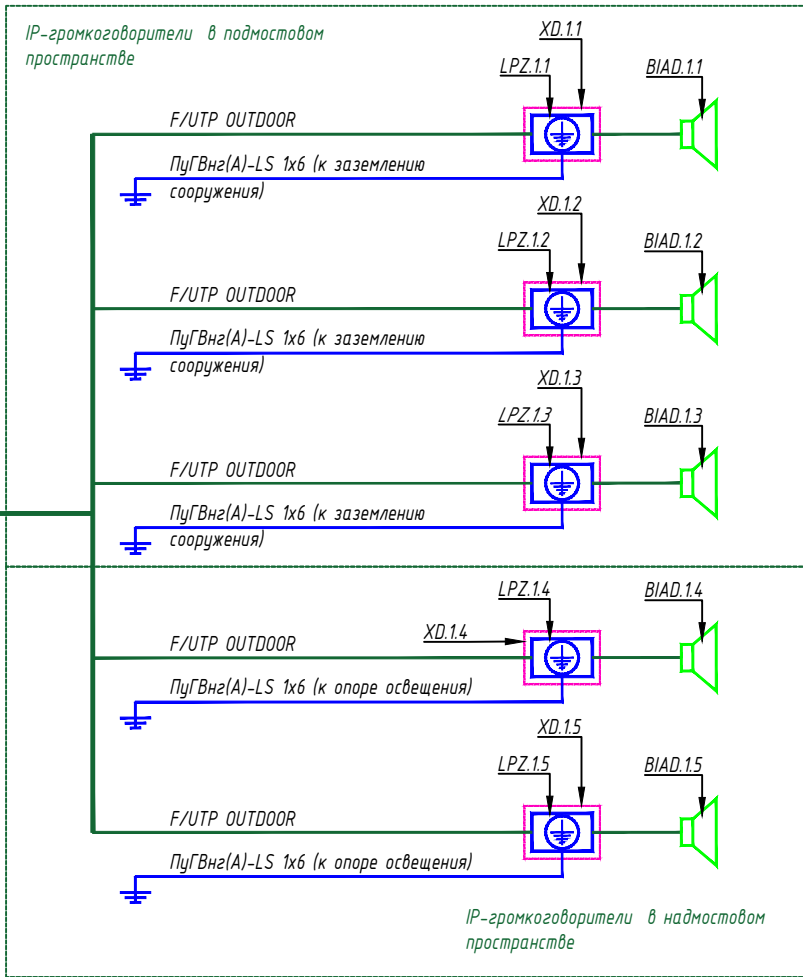 IP-громкоговорители в подмостовом
пространстве
XD.1.1
LPZ.1.1
BIAD.1.1
F/UTP OUTDOOR
ПуГВнг(А)-LS 1х6 (к заземлению
сооружения)
XD.1.2
LPZ.1.2
BIAD.1.2
F/UTP OUTDOOR
ПуГВнг(А)-LS 1х6 (к заземлению
сооружения)
XD.1.3
LPZ.1.3
BIAD.1.3
F/UTP OUTDOOR
ПуГВнг(А)-LS 1х6 (к заземлению
сооружения)
LPZ.1.4
BIAD.1.4
XD.1.4
F/UTP OUTDOOR
ПуГВнг(А)-LS 1х6 (к опоре освещения)
XD.1.5
LPZ.1.5
BIAD.1.5
F/UTP OUTDOOR
ПуГВнг(А)-LS 1х6 (к опоре освещения)
IP-громкоговорители в надмостовом
пространстве